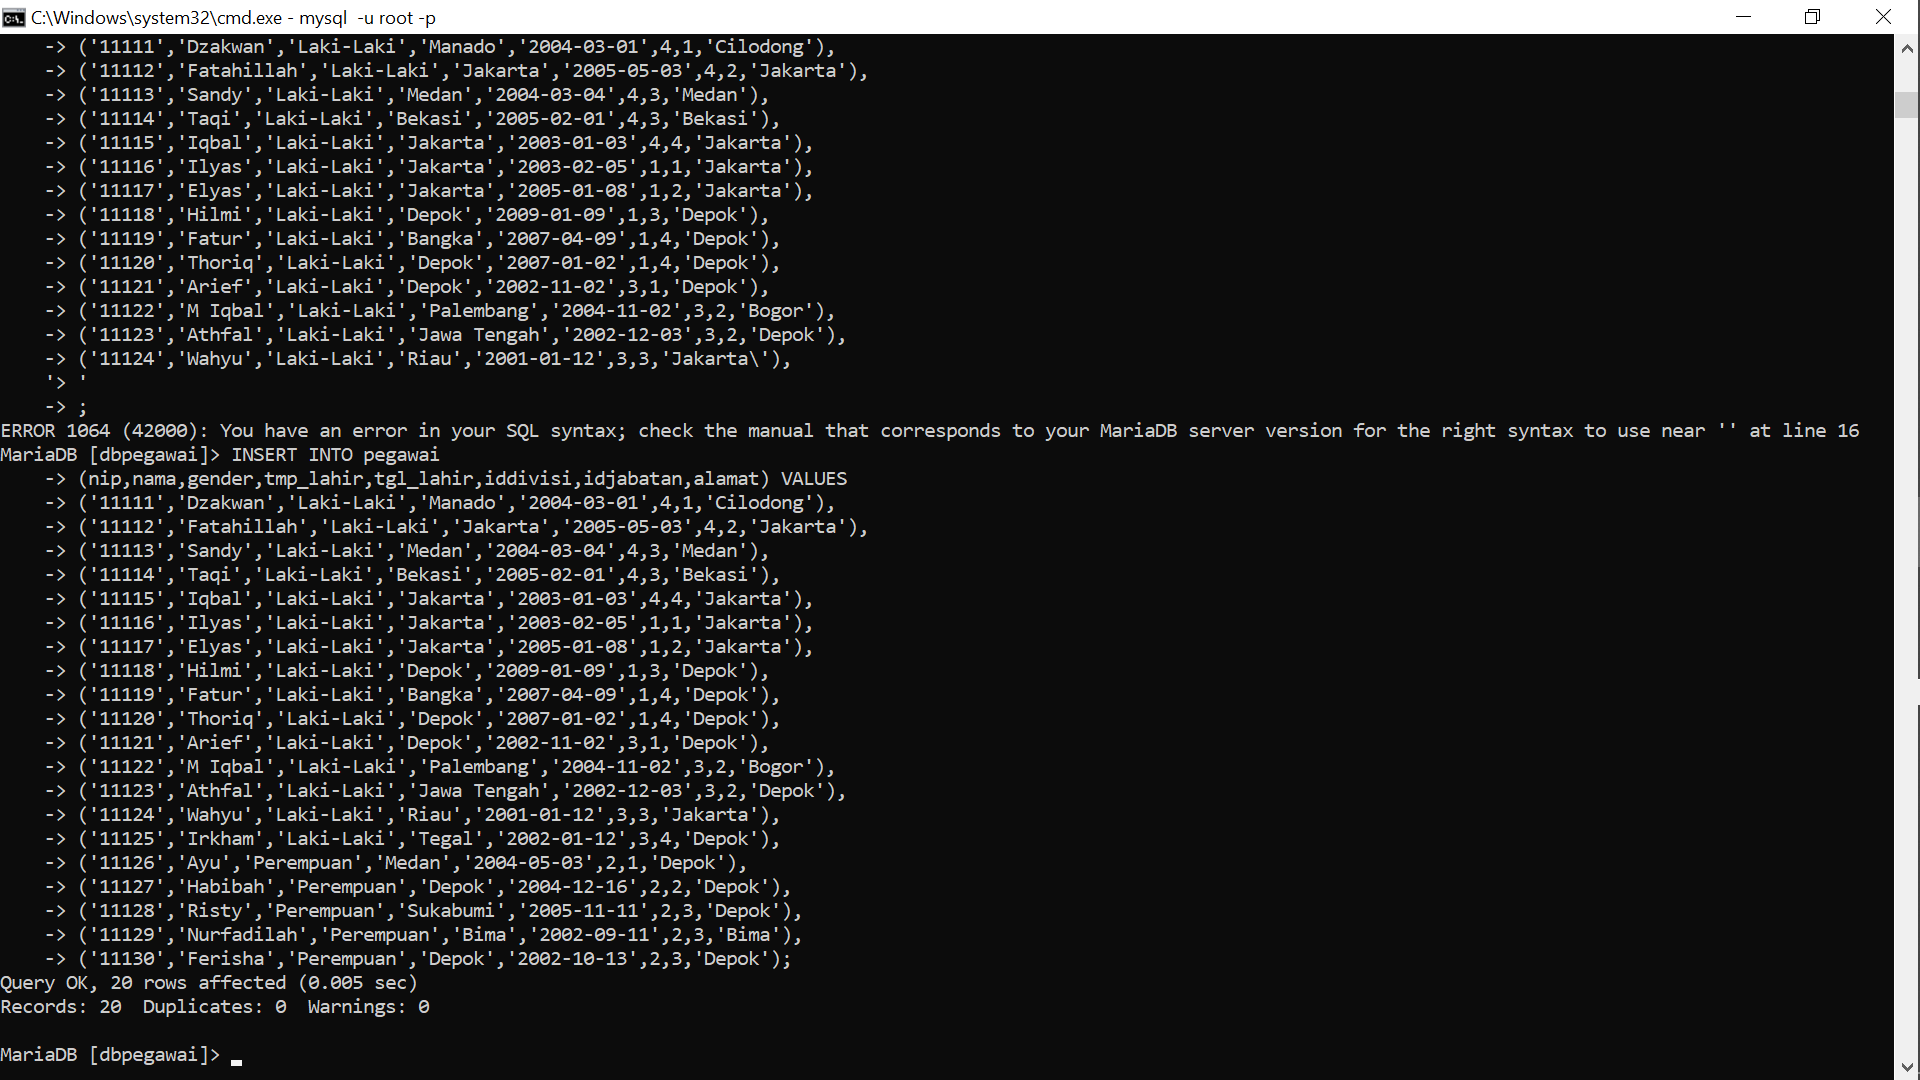 C:\Windows\system32\cmd.exe - mysql  -u root -p
    -> ('11111','Dzakwan','Laki-Laki','Manado','2004-03-01',4,1,'Cilodong'),
    -> ('11112','Fatahillah','Laki-Laki','Jakarta','2005-05-03',4,2,'Jakarta'),
    -> ('11113','Sandy','Laki-Laki','Medan','2004-03-04',4,3,'Medan'),
    -> ('11114','Taqi','Laki-Laki','Bekasi','2005-02-01',4,3,'Bekasi'),
    -> ('11115','Iqbal','Laki-Laki','Jakarta','2003-01-03',4,4,'Jakarta'),
    -> ('11116','Ilyas','Laki-Laki','Jakarta','2003-02-05',1,1,'Jakarta'),
    -> ('11117','Elyas','Laki-Laki','Jakarta','2005-01-08',1,2,'Jakarta'),
    -> ('11118','Hilmi','Laki-Laki','Depok','2009-01-09',1,3,'Depok'),
    -> ('11119','Fatur','Laki-Laki','Bangka','2007-04-09',1,4,'Depok'),
    -> ('11120','Thoriq','Laki-Laki','Depok','2007-01-02',1,4,'Depok'),
    -> ('11121','Arief','Laki-Laki','Depok','2002-11-02',3,1,'Depok'),
    -> ('11122','M Iqbal','Laki-Laki','Palembang','2004-11-02',3,2,'Bogor'),
    -> ('11123','Athfal','Laki-Laki','Jawa Tengah','2002-12-03',3,2,'Depok'),
    -> ('11124','Wahyu','Laki-Laki','Riau','2001-01-12',3,3,'Jakarta\'),
    '> '
    -> ;
ERROR 1064 (42000): You have an error in your SQL syntax; check the manual that corresponds to your MariaDB server version for the right syntax to use near '' at line 16
MariaDB [dbpegawai]> INSERT INTO pegawai
    -> (nip,nama,gender,tmp_lahir,tgl_lahir,iddivisi,idjabatan,alamat) VALUES
    -> ('11111','Dzakwan','Laki-Laki','Manado','2004-03-01',4,1,'Cilodong'),
    -> ('11112','Fatahillah','Laki-Laki','Jakarta','2005-05-03',4,2,'Jakarta'),
    -> ('11113','Sandy','Laki-Laki','Medan','2004-03-04',4,3,'Medan'),
    -> ('11114','Taqi','Laki-Laki','Bekasi','2005-02-01',4,3,'Bekasi'),
    -> ('11115','Iqbal','Laki-Laki','Jakarta','2003-01-03',4,4,'Jakarta'),
    -> ('11116','Ilyas','Laki-Laki','Jakarta','2003-02-05',1,1,'Jakarta'),
    -> ('11117','Elyas','Laki-Laki','Jakarta','2005-01-08',1,2,'Jakarta'),
    -> ('11118','Hilmi','Laki-Laki','Depok','2009-01-09',1,3,'Depok'),
    -> ('11119','Fatur','Laki-Laki','Bangka','2007-04-09',1,4,'Depok'),
    -> ('11120','Thoriq','Laki-Laki','Depok','2007-01-02',1,4,'Depok'),
    -> ('11121','Arief','Laki-Laki','Depok','2002-11-02',3,1,'Depok'),
    -> ('11122','M Iqbal','Laki-Laki','Palembang','2004-11-02',3,2,'Bogor'),
    -> ('11123','Athfal','Laki-Laki','Jawa Tengah','2002-12-03',3,2,'Depok'),
    -> ('11124','Wahyu','Laki-Laki','Riau','2001-01-12',3,3,'Jakarta'),
    -> ('11125','Irkham','Laki-Laki','Tegal','2002-01-12',3,4,'Depok'),
    -> ('11126','Ayu','Perempuan','Medan','2004-05-03',2,1,'Depok'),
    -> ('11127','Habibah','Perempuan','Depok','2004-12-16',2,2,'Depok'),
    -> ('11128','Risty','Perempuan','Sukabumi','2005-11-11',2,3,'Depok'),
    -> ('11129','Nurfadilah','Perempuan','Bima','2002-09-11',2,3,'Bima'),
    -> ('11130','Ferisha','Perempuan','Depok','2002-10-13',2,3,'Depok');
Query OK, 20 rows affected (0.005 sec)
Records: 20  Duplicates: 0  Warnings: 0
MariaDB [dbpegawai]>